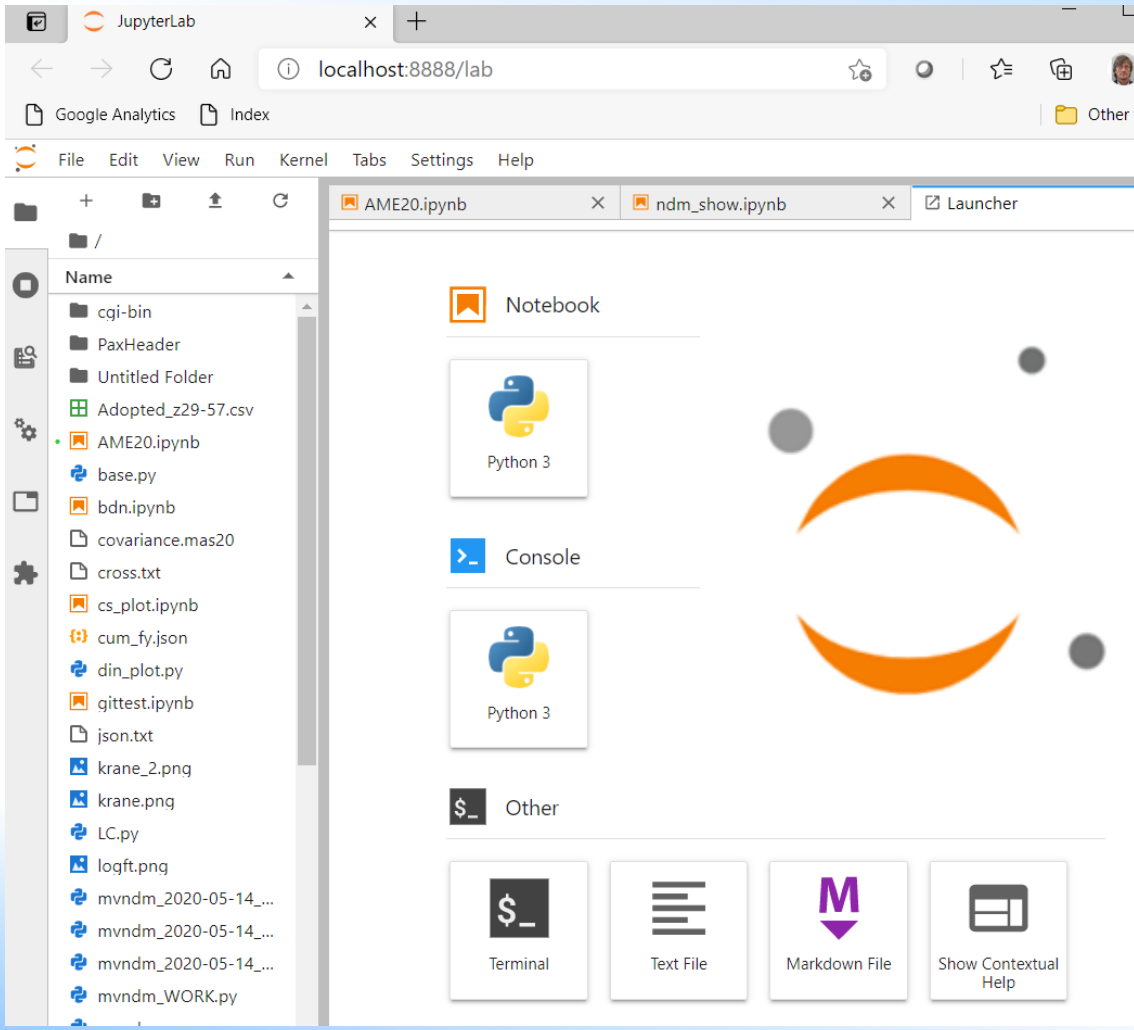 JupyterLab
localhost:8888/lab
Google Analytics Index Other
File Edit View Run Kernel Tabs Settings Help
AME20.ipynb ndm_show.ipynb Launcher
/
Name
cgi-bin
PaxHeader
Untitled Folder
Adopted_z29-57.csv
AME20.ipynb
base.py
bdn.ipynb
covariance.mas20
cross.txt
cs_plot.ipynb
cum_fy.json
din_plot.py
gittest.ipynb
json.txt
krane_2.png
krane.png
LC.py
logft.png
mvndm_2020-05-14_...
mvndm_2020-05-14_...
mvndm_2020-05-14_...
mvndm_WORK.py
Notebook
Python 3
Console
Python 3
$_ Other
$_
M
Terminal Text File Markdown File Show Contextual
Help